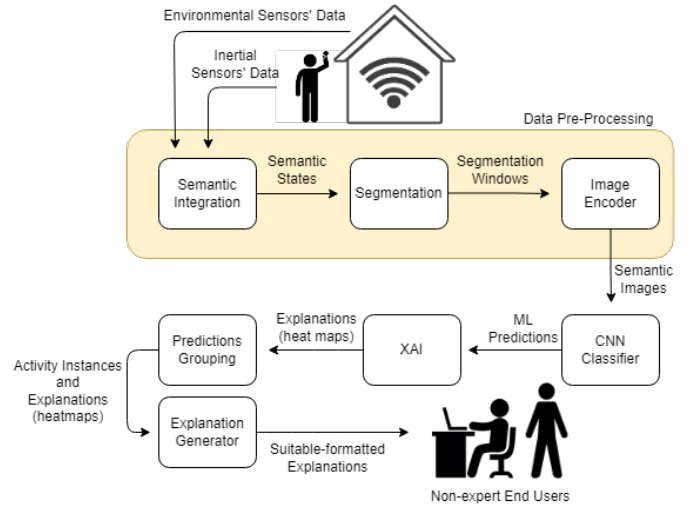 Environmental Sensors' Data
Inertial
Sensors' Data
Data Pre-Processing
Semantic
Integration
Semantic
States
Segmentation
Segmentation
Windows
Image
Encoder
Semantic
Images
CNN
Classifier
ML
Predictions
XAI
Explanations
(heat maps)
Predictions
Grouping
Activity Instances
and
Explanations
(heatmaps)
Explanation
Generator
Suitable-formatted
Explanations
Non-expert End Users